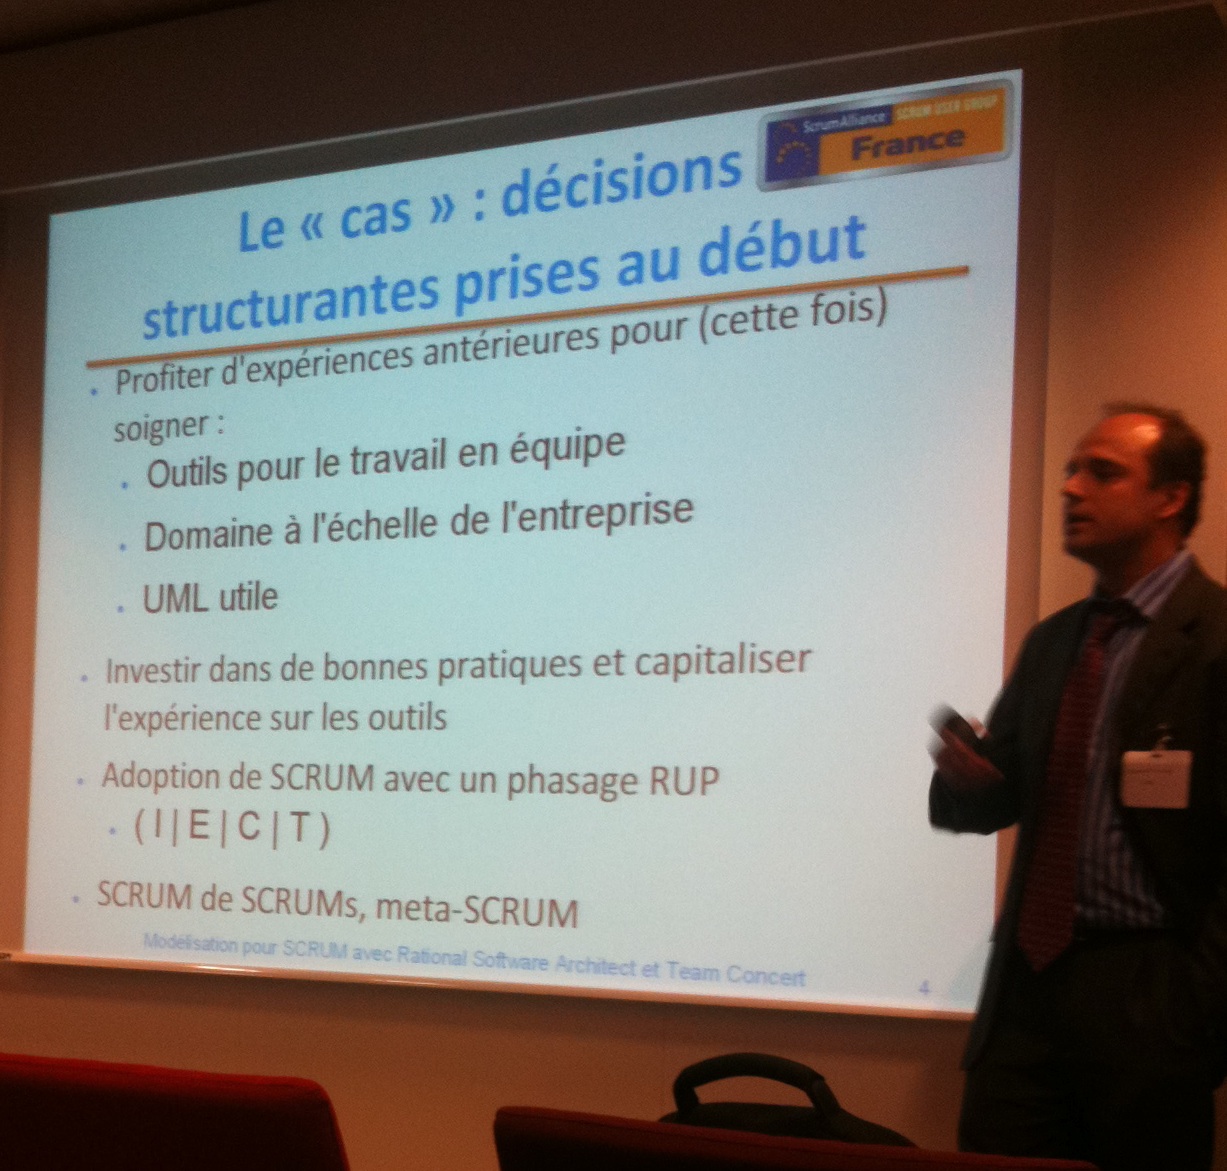 ScrumAlliance SCRUM USER GROUP
France
Le « cas » : décisions
structurantes prises au début
. Profiter d'expériences antérieures pour (cette fois)
soigner :
. Outils pour le travail en équipe
. Domaine à l'échelle de l'entreprise
. UML utile
. Investir dans de bonnes pratiques et capitaliser
l'expérience sur les outils
. Adoption de SCRUM avec un phasage RUP
. ( I | E | C | T )
. SCRUM de SCRUMs, meta-SCRUM
Modélisation pour SCRUM avec Rational Software Architect et Team Concert
4